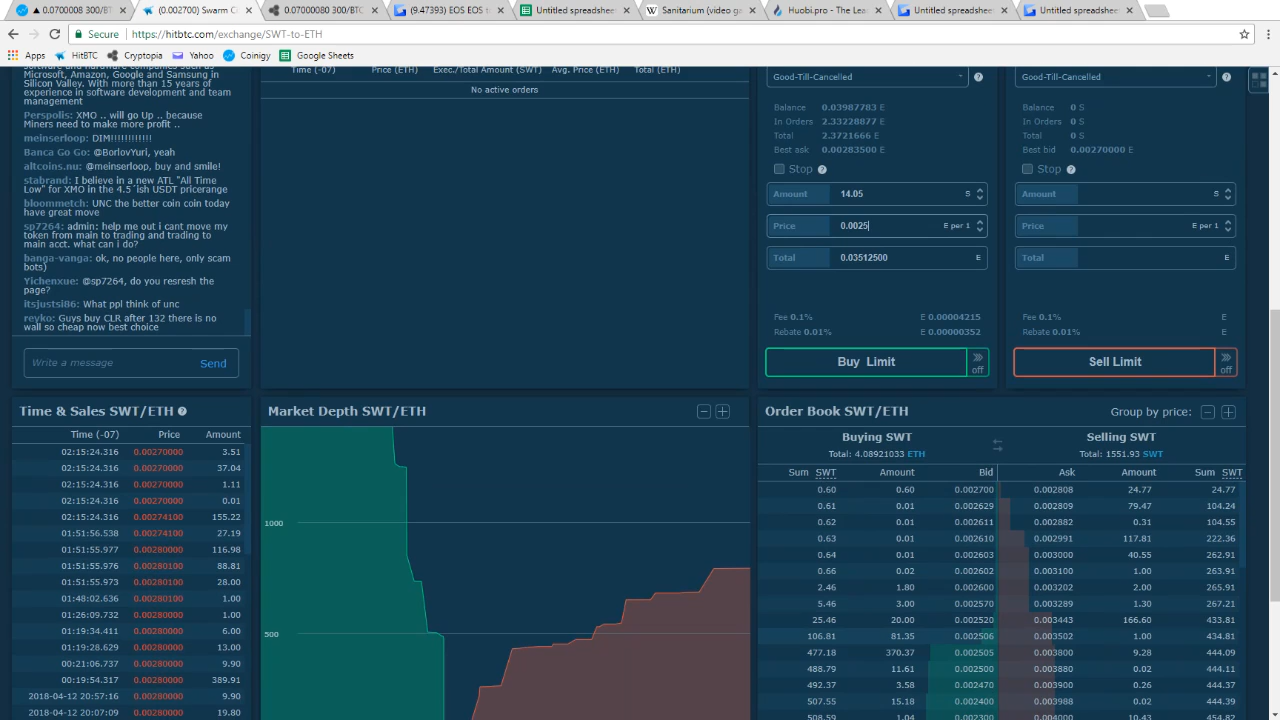 ▲ 0.0700008 300/BTC
(0.002700) Swarm C
0.07000080 300/BTC
(9.47393) EOS EOS t
Untitled spreadshee
Sanitarium (video ga
Huobi.pro - The Lea
Untitled spreadshee
Untitled spreadshee
Secure
https://hitbtc.com/exchange/SWT-to-ETH
Apps
HitBTC
Cryptopia
Yahoo
Coinigy
Google Sheets
software and hardware companies such as
Microsoft, Amazon, Google and Samsung in
Silicon Valley. With more than 15 years of
experience in software development and team
management
Perspolis: XMO .. will go Up .. because
Miners need to make more profit ..
meinserloop: DIM!!!!!!!!!!!!
Banca Go Go: @BorlovYuri, yeah
altcoins.nu: @meinserloop, buy and smile!
stabrand: I believe in a new ATL "All Time
Low" for XMO in the 4.5´ish USDT pricerange
bloommetch: UNC the better coin coin today
have great move
sp7264: admin: help me out i cant move my
token from main to trading and trading to
main acct. what can i do?
banga-vanga: ok, no people here, only scam
bots)
Yichenxue: @sp7264, do you resresh the
page?
itsjustsi86: What ppl think of unc
reyko: Guys buy CLR after 132 there is no
wall so cheap now best choice
Write a message
Send
Time (-07) Price (ETH) Exec./Total Amount (SWT) Avg. Price (ETH) Total (ETH)
No active orders
Good-Till-Cancelled
Balance 0.03987783 E
In Orders 2.33228877 E
Total 2.3721666 E
Best ask 0.00283500 E
Stop
Amount 14.05 S
Price 0.0025 E per 1
Total 0.03512500 E
Fee 0.1% E 0.00004215
Rebate 0.01% E 0.00000352
Buy Limit
off
Good-Till-Cancelled
Balance 0 S
In Orders 0 S
Total 0 S
Best bid 0.00270000 E
Stop
Amount S
Price E per 1
Total E
Fee 0.1% E
Rebate 0.01% E
Sell Limit
off
Time & Sales SWT/ETH
Time (-07) Price Amount
02:15:24.316 0.00270000 3.51
02:15:24.316 0.00270000 37.04
02:15:24.316 0.00270000 1.11
02:15:24.316 0.00270000 0.01
02:15:24.316 0.00274100 155.22
01:51:56.538 0.00274100 27.19
01:51:55.977 0.00280000 116.98
01:51:55.976 0.00280100 88.81
01:51:55.973 0.00280100 28.00
01:48:02.636 0.00280100 1.00
01:26:09.732 0.00280000 1.00
01:19:34.411 0.00280000 6.00
01:19:28.629 0.00280000 13.00
00:21:06.737 0.00280000 9.90
00:19:54.317 0.00280000 389.91
2018-04-12 20:57:16 0.00280000 9.90
2018-04-12 20:07:09 0.00280000 19.80
Market Depth SWT/ETH
1000
500
Order Book SWT/ETH
Group by price:
Buying SWT
Total: 4.08921033 ETH
Selling SWT
Total: 1551.93 SWT
Sum SWT Amount Bid Ask Amount Sum SWT
0.60 0.60 0.002700 0.002808 24.77 24.77
0.61 0.01 0.002629 0.002809 79.47 104.24
0.62 0.01 0.002611 0.002882 0.31 104.55
0.63 0.01 0.002610 0.002991 117.81 222.36
0.64 0.01 0.002603 0.003000 40.55 262.91
0.66 0.02 0.002602 0.003100 1.00 263.91
2.46 1.80 0.002600 0.003202 2.00 265.91
5.46 3.00 0.002570 0.003289 1.30 267.21
25.46 20.00 0.002520 0.003443 166.60 433.81
106.81 81.35 0.002506 0.003502 1.00 434.81
477.18 370.37 0.002505 0.003800 9.28 444.09
488.79 11.61 0.002500 0.003880 0.02 444.11
492.37 3.58 0.002470 0.003900 0.26 444.37
507.55 15.18 0.002400 0.003988 0.02 444.39
508.59 1.04 0.002300 0.004400 10.43 454.82